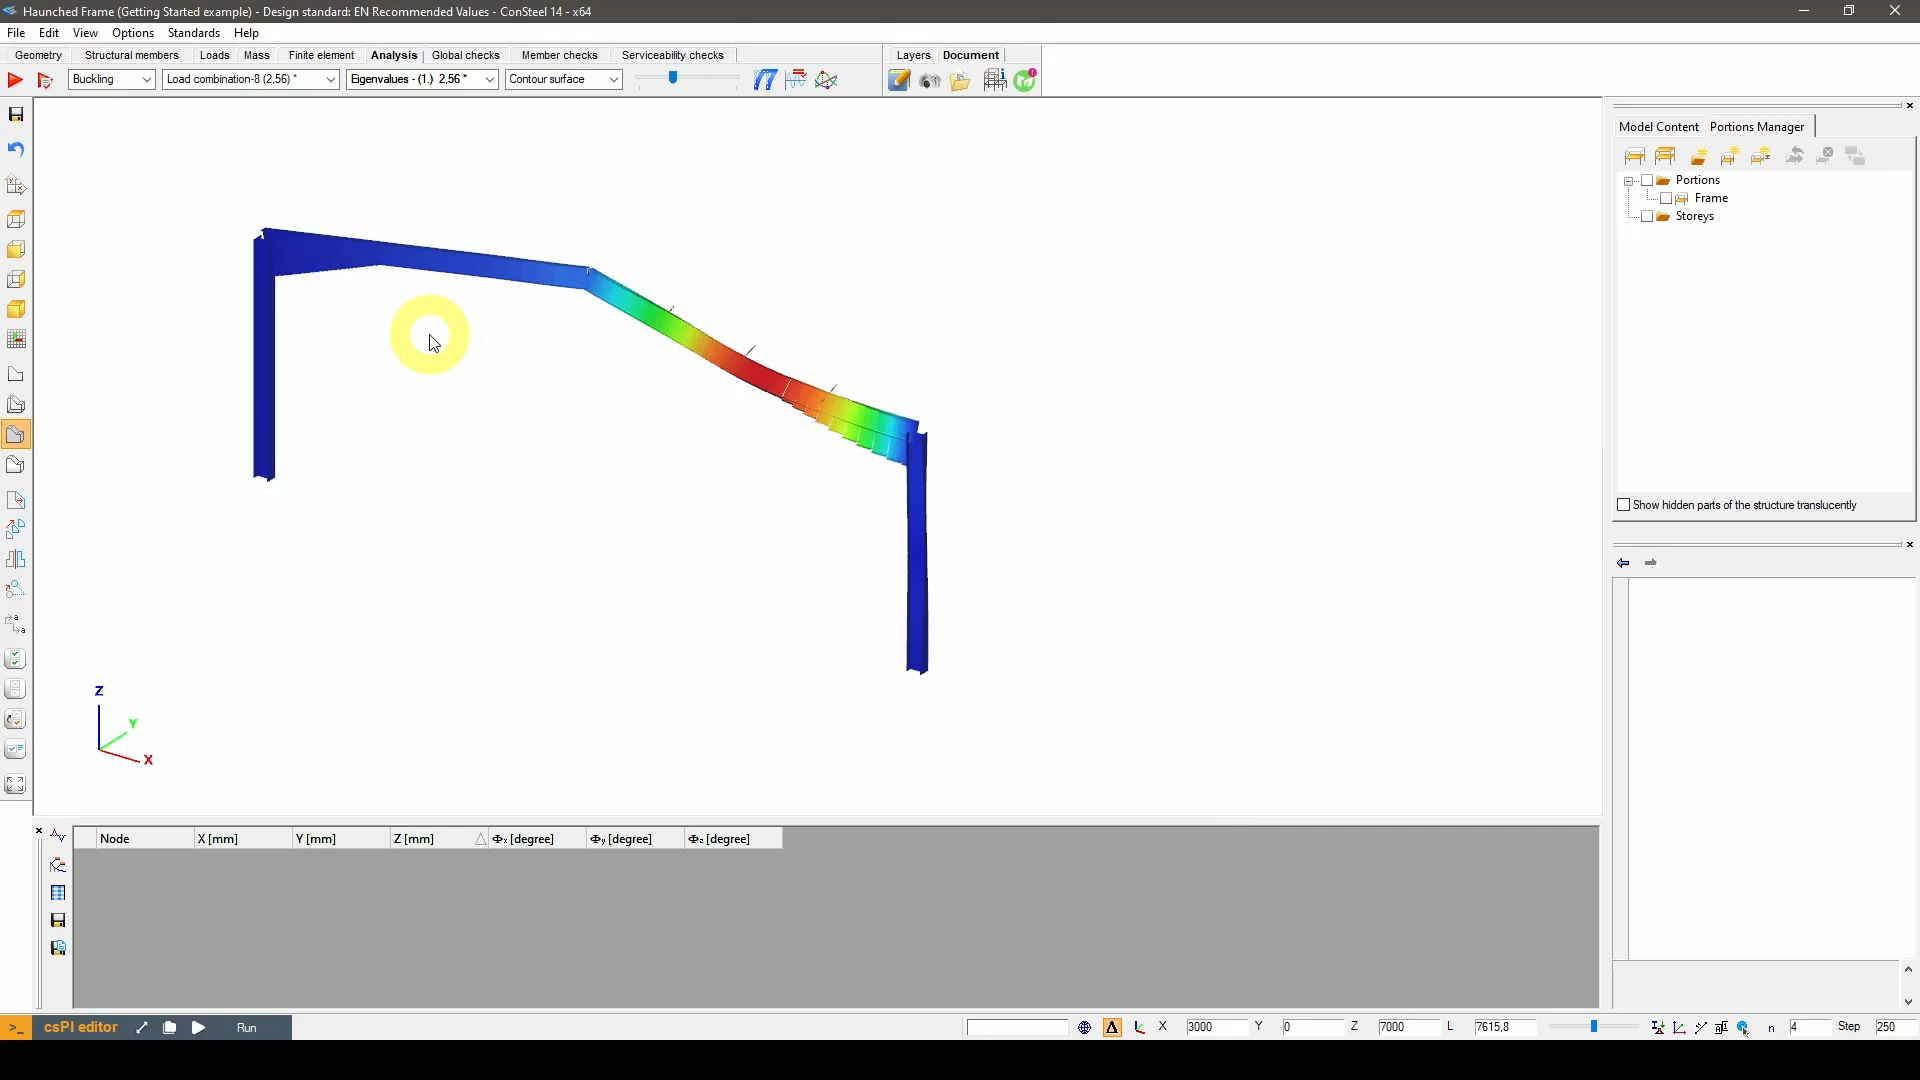 Haunched Frame (Getting Started example) - Design standard: EN Recommended Values - ConSteel 14 - x64
File Edit View Options Standards Help
Geometry Structural members Loads Mass Finite element Analysis Global checks Member checks Serviceability checks Layers Document
Buckling Load combination-8 (2,56) * Eigenvalues - (1.) 2,56 * Contour surface
Model Content Portions Manager
Portions
Frame
Storeys
Show hidden parts of the structure translucently
Z
Y
X
Node X [mm] Y [mm] Z [mm] Φx [degree] Φy [degree] Φz [degree]
>_ csPI editor Run X 3000 Y 0 Z 7000 L 7615,8 n 4 Step 250